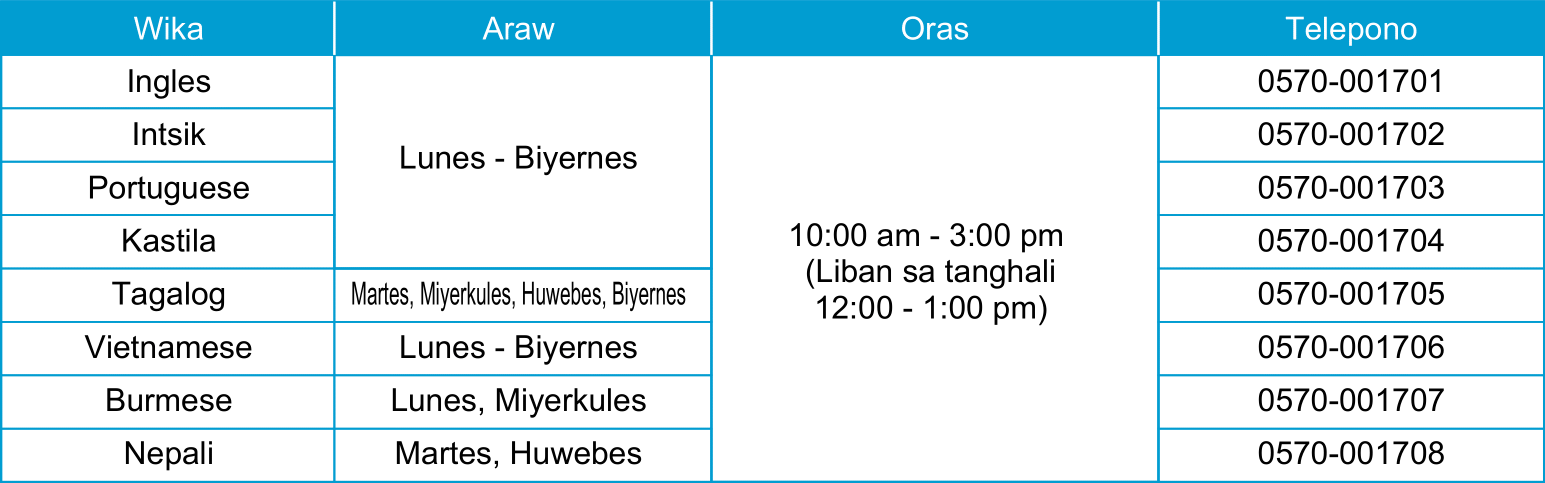 Wika Araw Oras Telepono
Ingles 0570-001701
Intsik 0570-001702
Lunes - Biyernes
Portuguese 0570-001703
Kastila 0570-001704
10:00 am - 3:00 pm
(Liban sa tanghali
12:00 - 1:00 pm)
Tagalog Martes, Miyerkules, Huwebes, Biyernes 0570-001705
Vietnamese Lunes - Biyernes 0570-001706
Burmese Lunes, Miyerkules 0570-001707
Nepali Martes, Huwebes 0570-001708